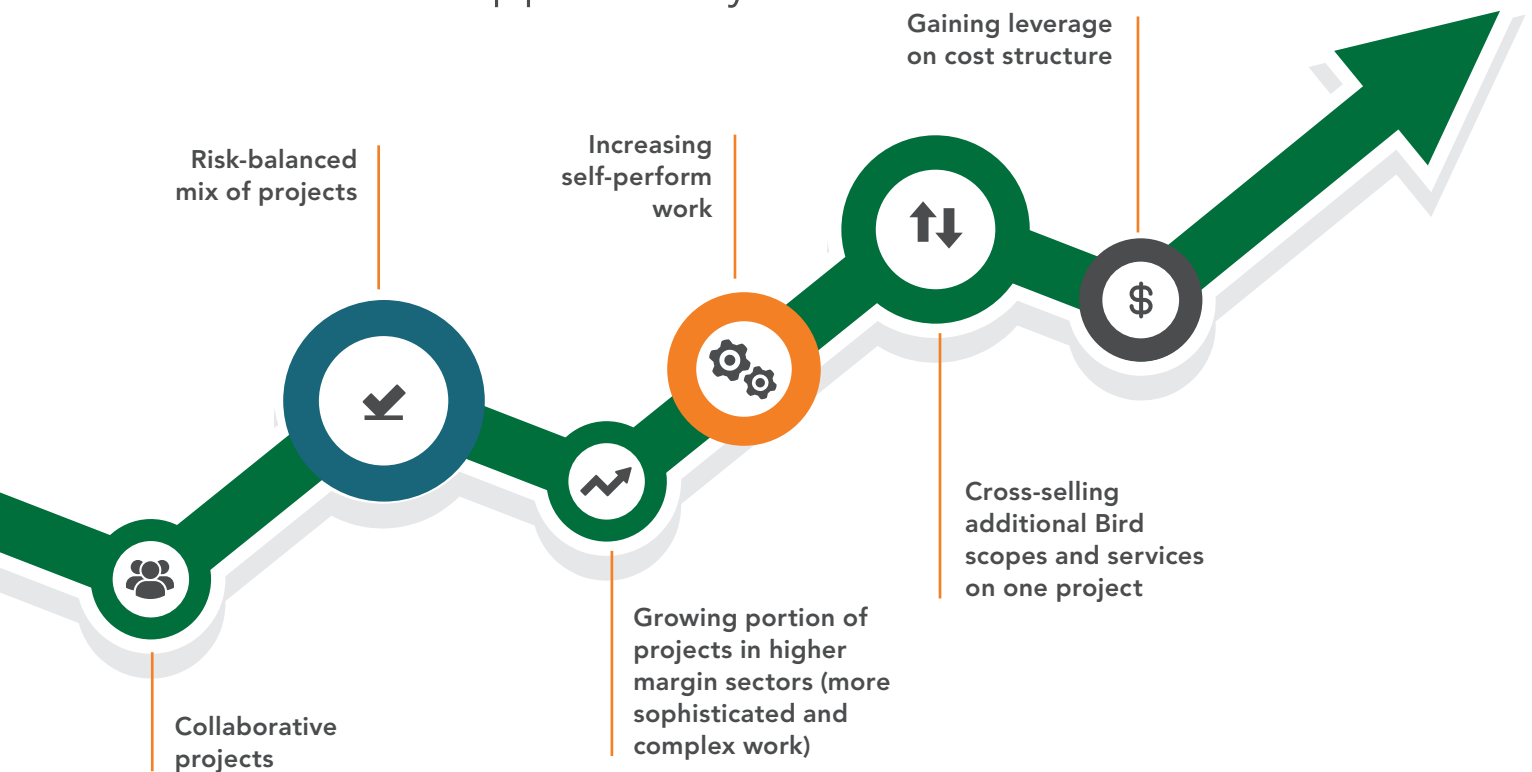 Gaining leverage
on cost structure
Risk-balanced
mix of projects
Increasing
self-perform
work
$
Cross-selling
additional Bird
scopes and services
on one project
Growing portion of
projects in higher
margin sectors (more
sophisticated and
complex work)
Collaborative
projects